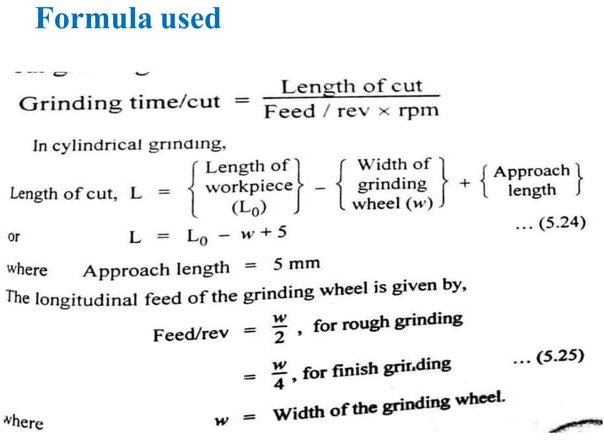 Formula used
Grinding time/cut = Length of cut / Feed / rev × rpm
In cylindrical grinding,
Length of cut, L = { Length of workpiece (L₀) } − { Width of grinding wheel (w) } + { Approach length }
or L = L₀ − w + 5 ... (5.24)
where Approach length = 5 mm
The longitudinal feed of the grinding wheel is given by,
Feed/rev = w/2 , for rough grinding
= w/4 , for finish grir.ding ... (5.25)
where w = Width of the grinding wheel.